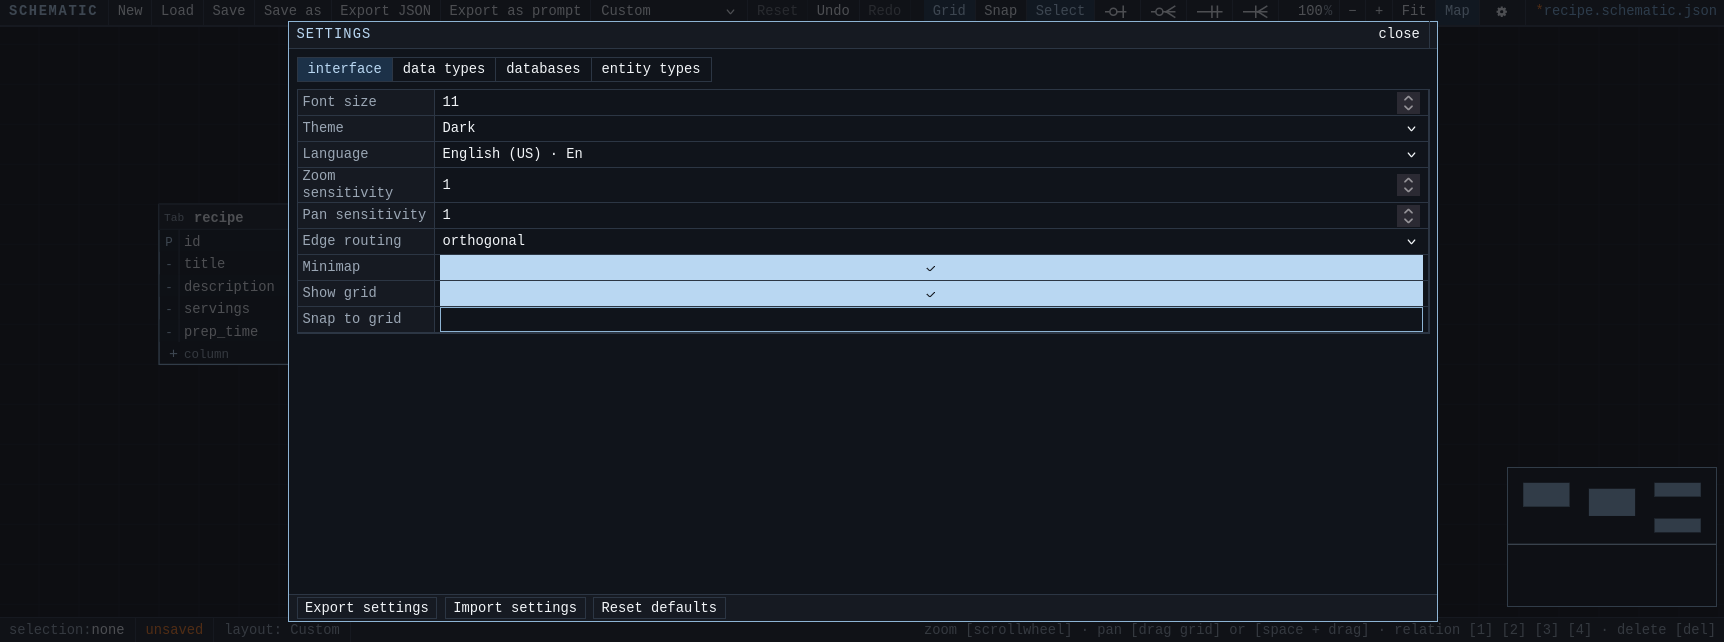 SCHEMATIC New Load Save Save as Export JSON Export as prompt Custom Reset Undo Redo Grid Snap Select 100% − + Fit Map *recipe.schematic.json
SETTINGS close
interface data types databases entity types
Font size 11
Theme Dark
Language English (US) · En
Zoom
sensitivity 1
Pan sensitivity 1
Edge routing orthogonal
Minimap
Show grid
Snap to grid
Tab recipe
P id
- title
- description
- servings
- prep_time
+ column
Export settings Import settings Reset defaults
selection:none unsaved layout: Custom zoom [scrollwheel] · pan [drag grid] or [space + drag] · relation [1] [2] [3] [4] · delete [del]